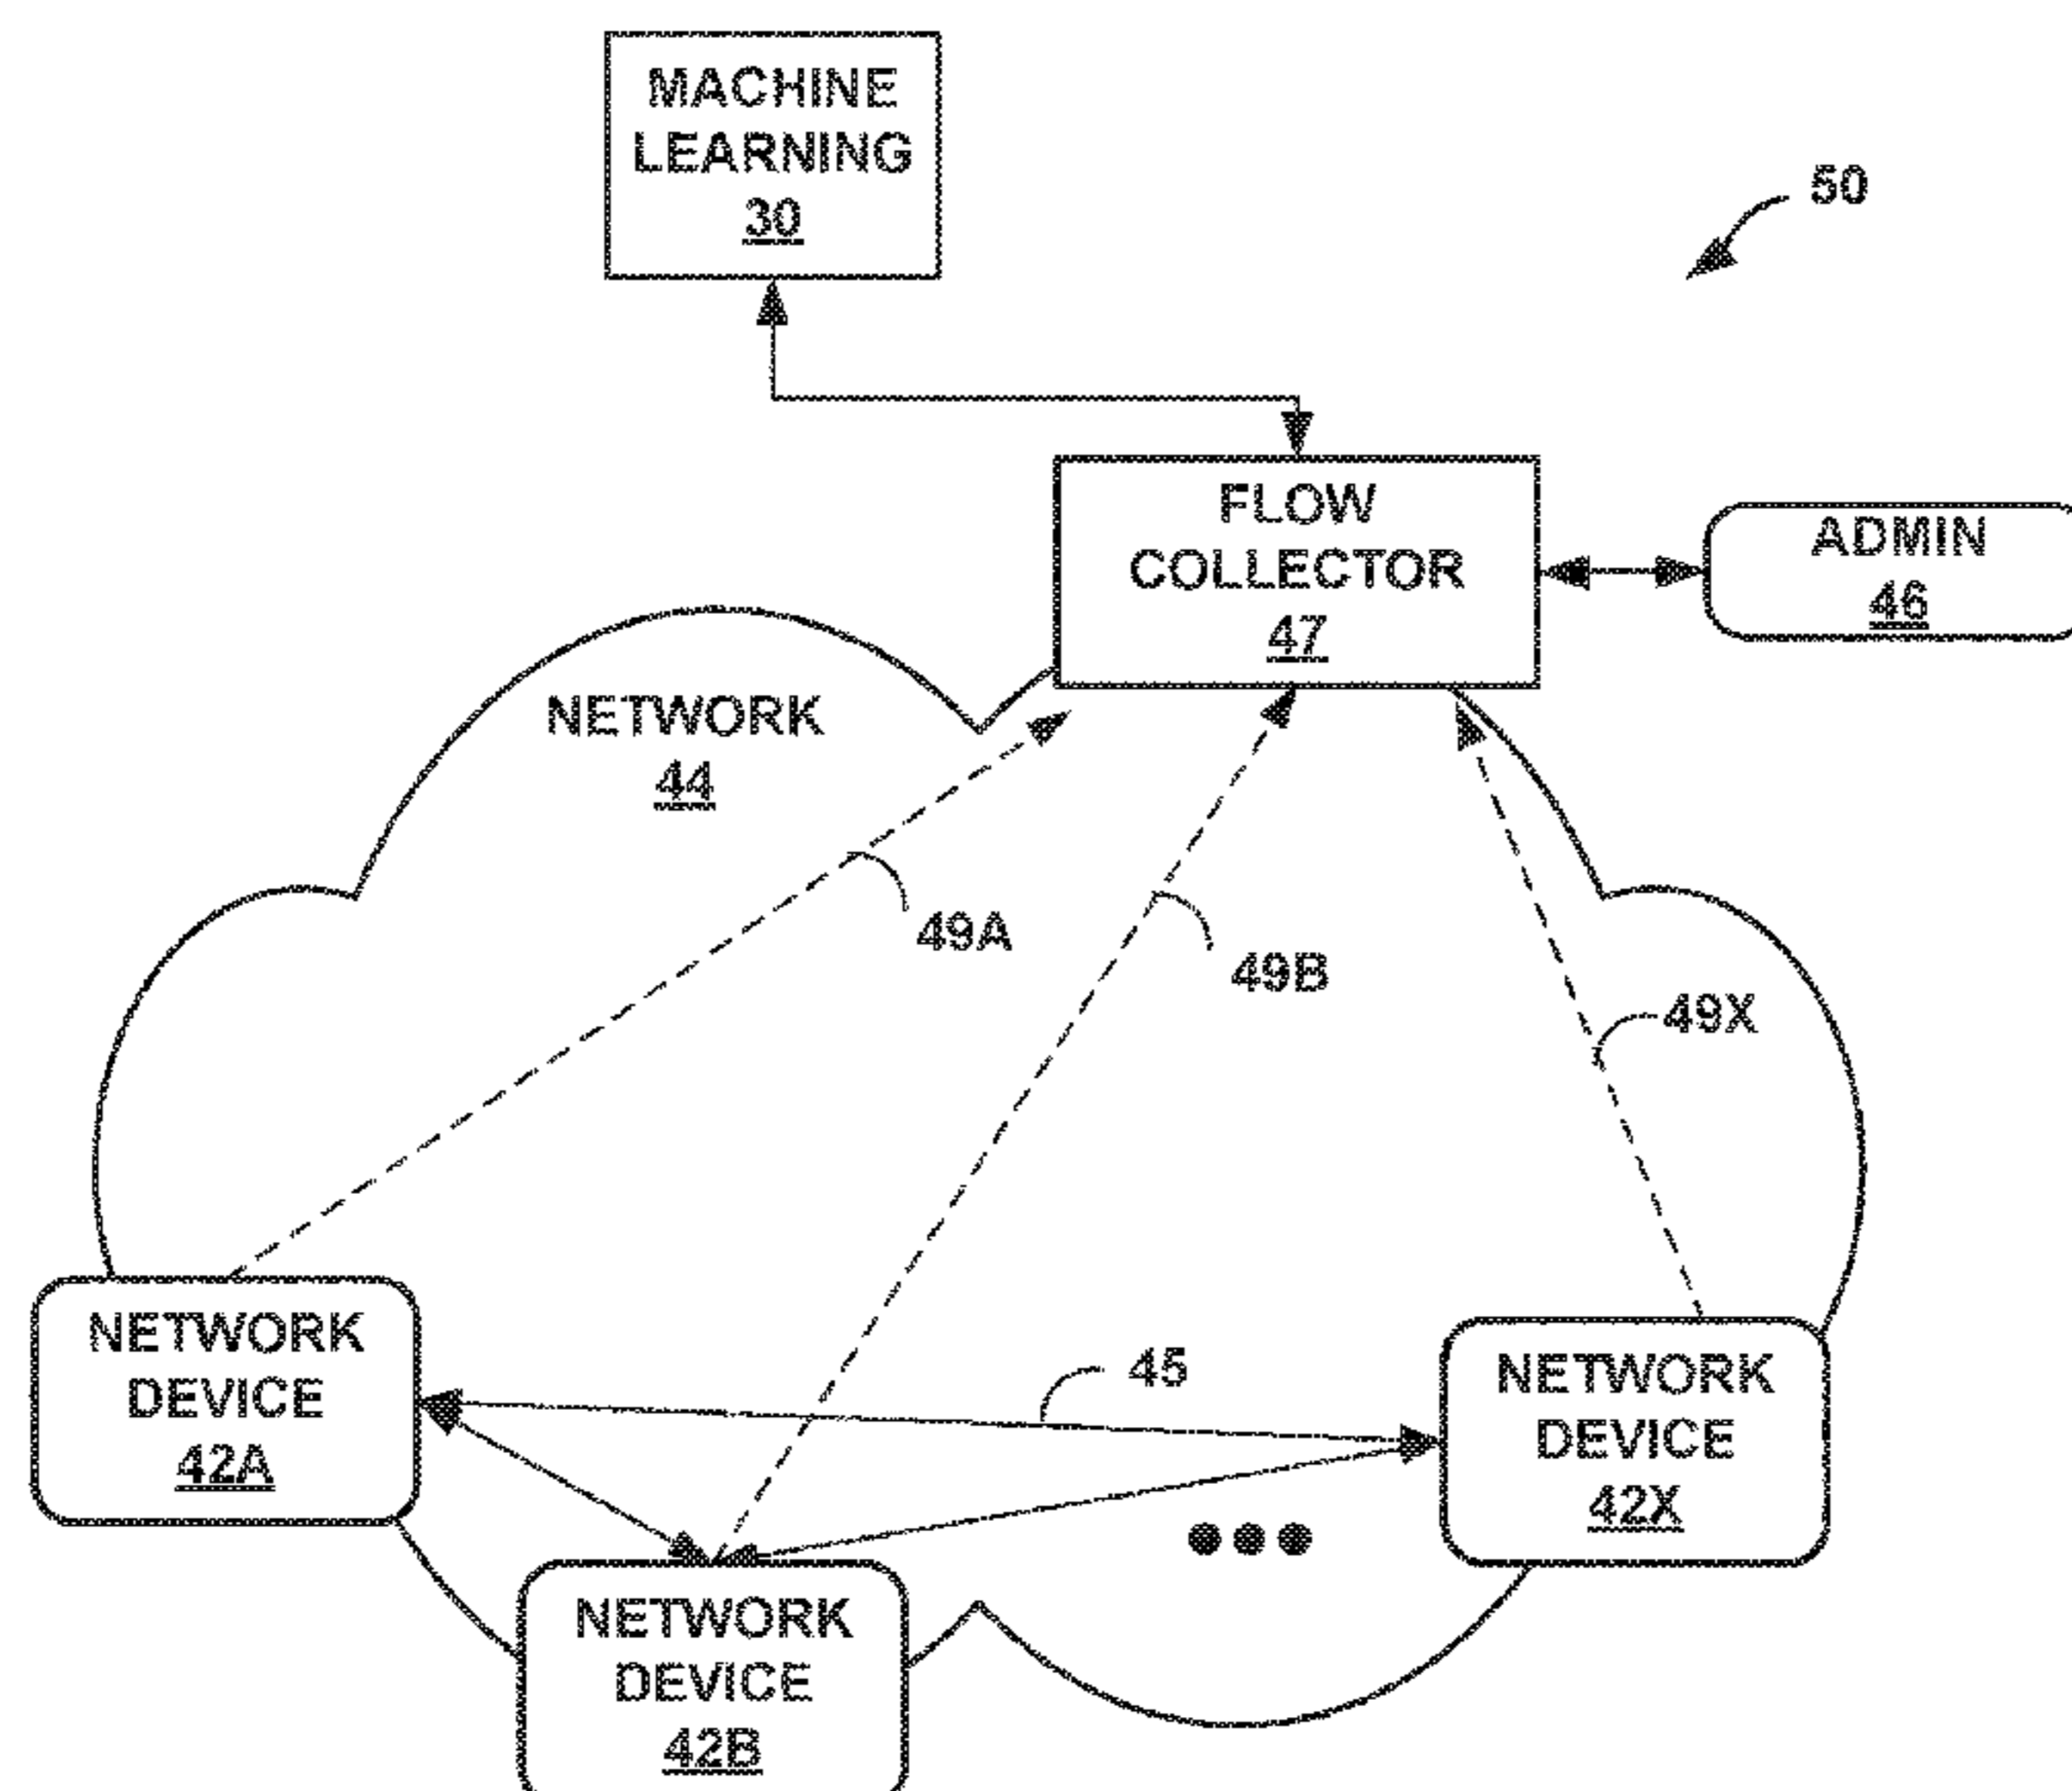 MACHINE
LEARNING
30
50
FLOW
COLLECTOR
47
ADMIN
46
NETWORK
44
49A
49B
49X
NETWORK
DEVICE
42A
45
NETWORK
DEVICE
42X
NETWORK
DEVICE
42B